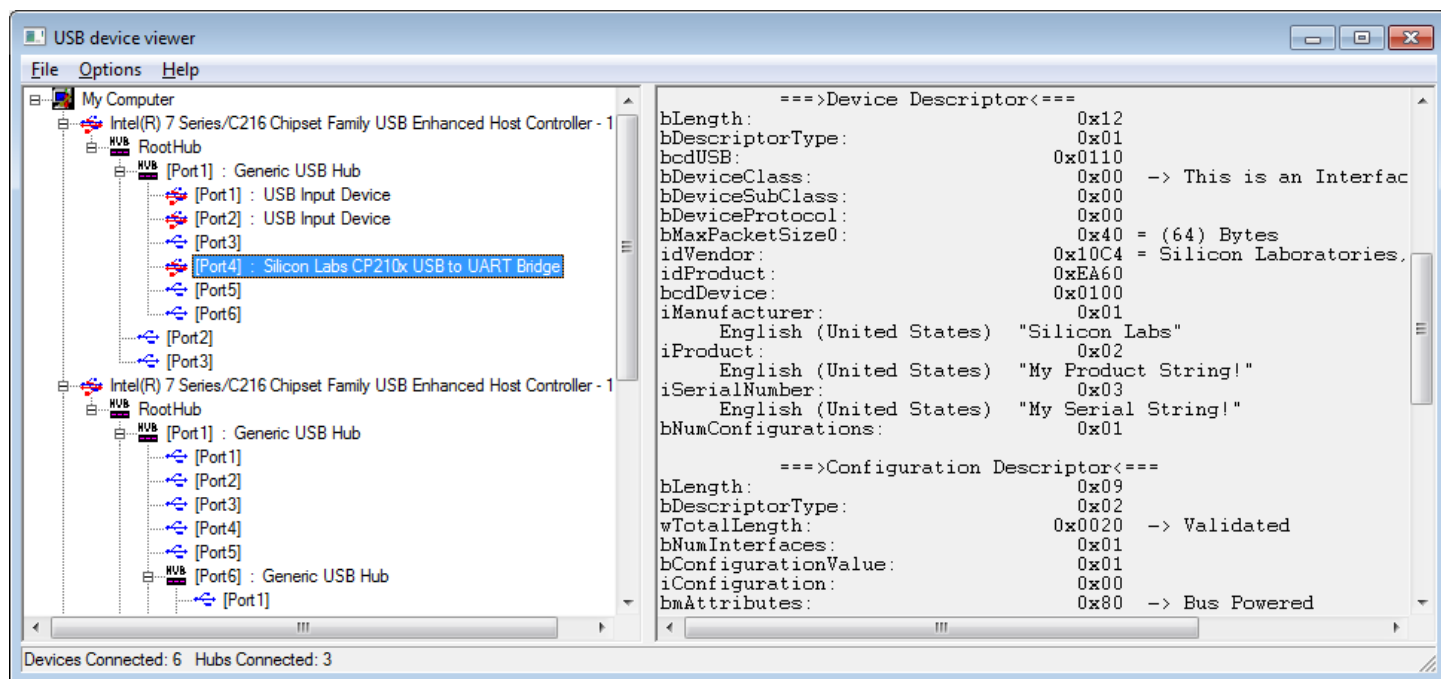 USB device viewer
File Options Help
My Computer
Intel(R) 7 Series/C216 Chipset Family USB Enhanced Host Controller - 1
HUB RootHub
HUB [Port1] : Generic USB Hub
[Port1] : USB Input Device
[Port2] : USB Input Device
[Port3]
[Port4] : Silicon Labs CP210x USB to UART Bridge
[Port5]
[Port6]
[Port2]
[Port3]
Intel(R) 7 Series/C216 Chipset Family USB Enhanced Host Controller - 1
HUB RootHub
HUB [Port1] : Generic USB Hub
[Port1]
[Port2]
[Port3]
[Port4]
[Port5]
HUB [Port6] : Generic USB Hub
[Port1]
===>Device Descriptor<===
bLength: 0x12
bDescriptorType: 0x01
bcdUSB: 0x0110
bDeviceClass: 0x00 -> This is an Interfac
bDeviceSubClass: 0x00
bDeviceProtocol: 0x00
bMaxPacketSize0: 0x40 = (64) Bytes
idVendor: 0x10C4 = Silicon Laboratories,
idProduct: 0xEA60
bcdDevice: 0x0100
iManufacturer: 0x01
English (United States) "Silicon Labs"
iProduct: 0x02
English (United States) "My Product String!"
iSerialNumber: 0x03
English (United States) "My Serial String!"
bNumConfigurations: 0x01
===>Configuration Descriptor<===
bLength: 0x09
bDescriptorType: 0x02
wTotalLength: 0x0020 -> Validated
bNumInterfaces: 0x01
bConfigurationValue: 0x01
iConfiguration: 0x00
bmAttributes: 0x80 -> Bus Powered
Devices Connected: 6 Hubs Connected: 3